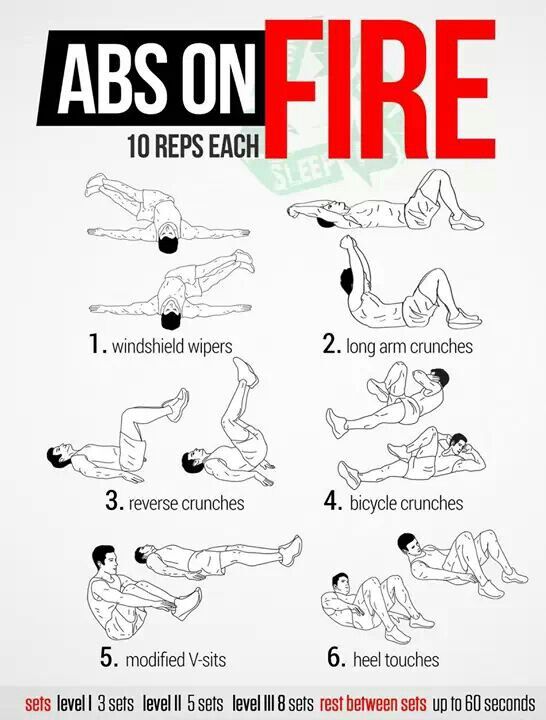 ABS ON FIRE
10 REPS EACH
SLEEP
1. windshield wipers
2. long arm crunches
3. reverse crunches
4. bicycle crunches
5. modified V-sits
6. heel touches
sets level I 3 sets level II 5 sets level III 8 sets rest between sets up to 60 seconds